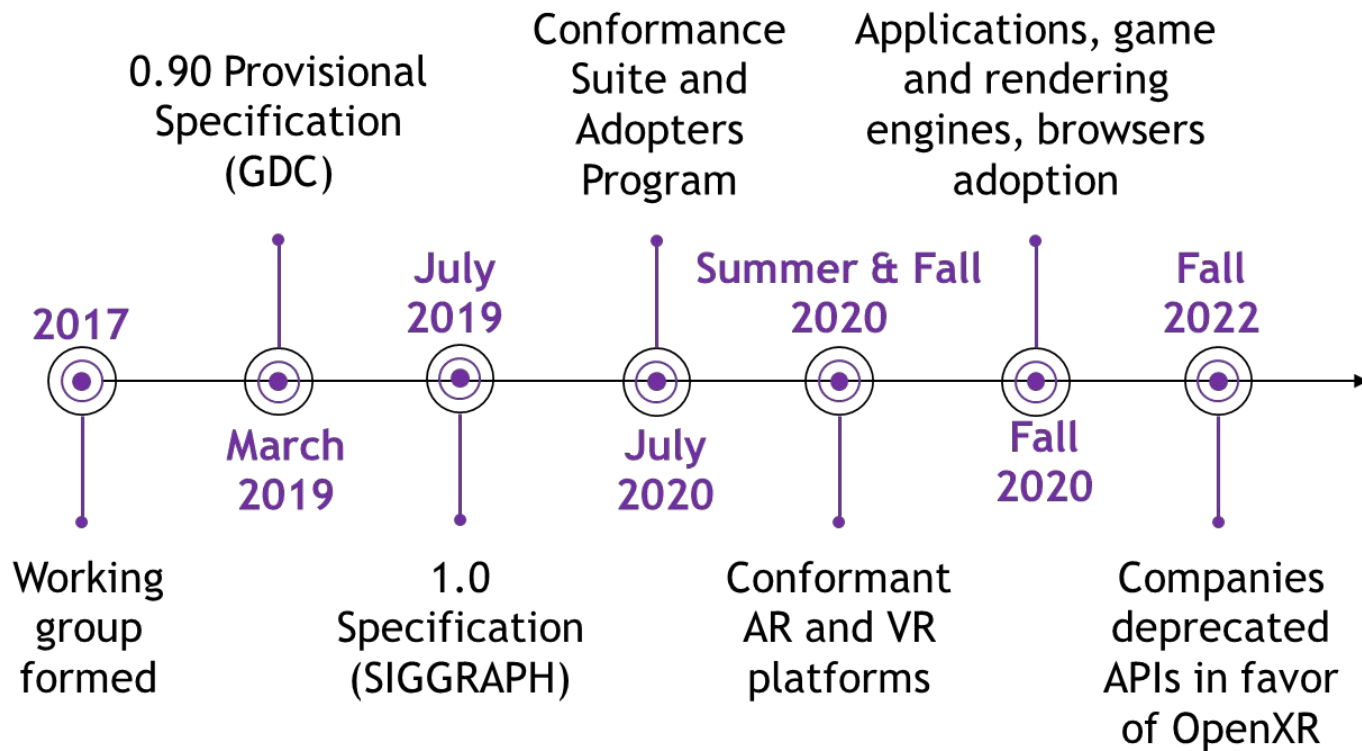 2017
Working
group
formed
0.90 Provisional
Specification
(GDC)
March
2019
July
2019
1.0
Specification
(SIGGRAPH)
Conformance
Suite and
Adopters
Program
July
2020
Summer & Fall
2020
Conformant
AR and VR
platforms
Applications, game
and rendering
engines, browsers
adoption
Fall
2020
Fall
2022
Companies
deprecated
APIs in favor
of OpenXR